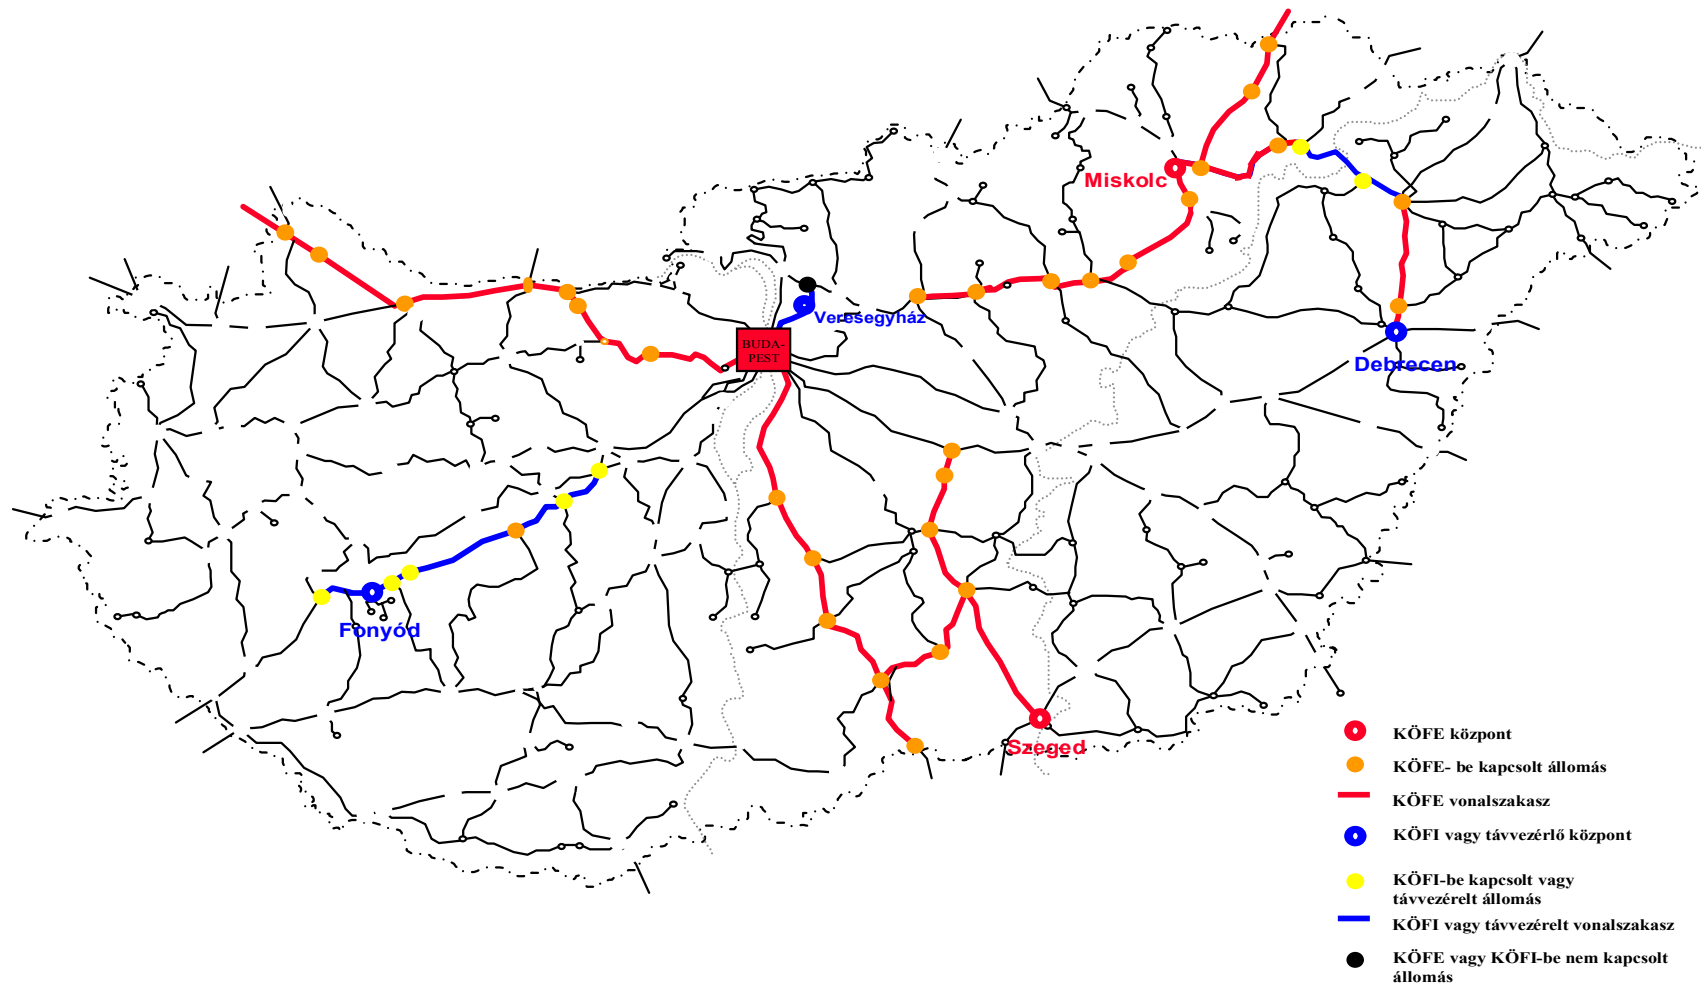 Miskolc
Veresegyház
BUDA-
PEST
Debrecen
Fonyód
Szeged
KÖFE központ
KÖFE- be kapcsolt állomás
KÖFE vonalszakasz
KÖFI vagy távvezérlő központ
KÖFI-be kapcsolt vagy
távvezérelt állomás
KÖFI vagy távvezérelt vonalszakasz
KÖFE vagy KÖFI-be nem kapcsolt
állomás